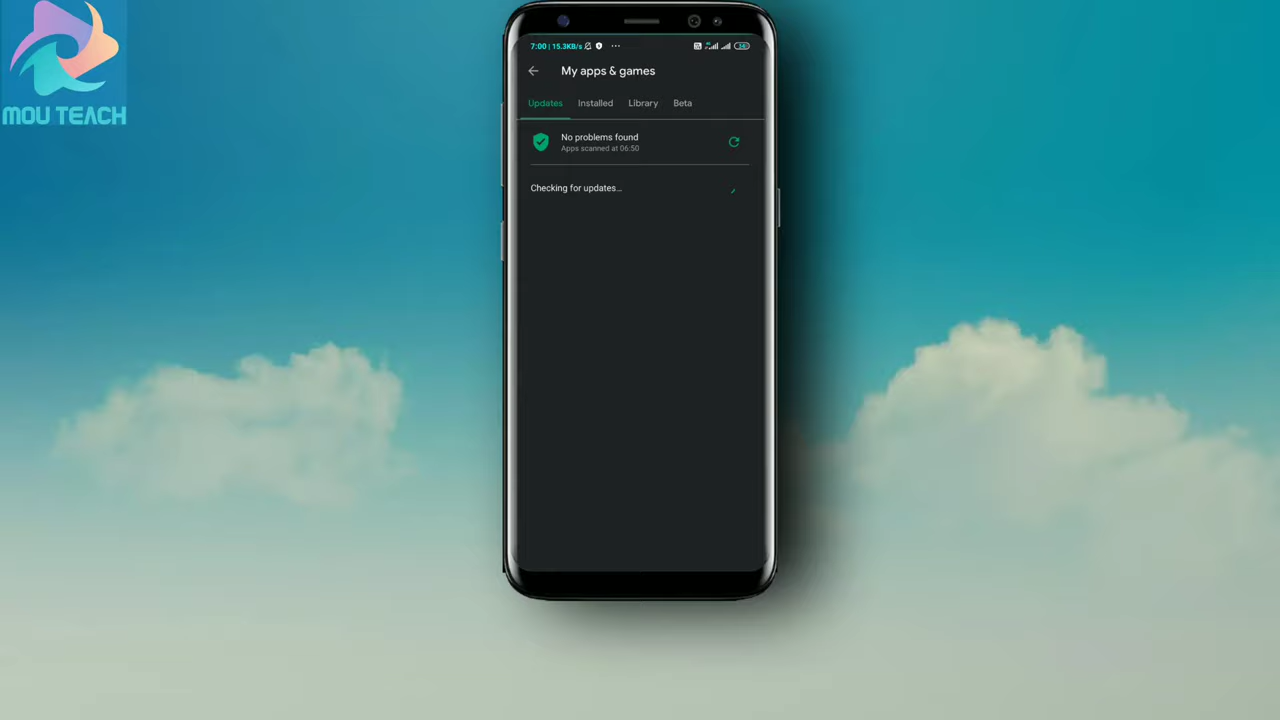 MOU TEACH
7:00 | 15.3KB/s
My apps & games
Updates Installed Library Beta
No problems found
Apps scanned at 06:50
Checking for updates...